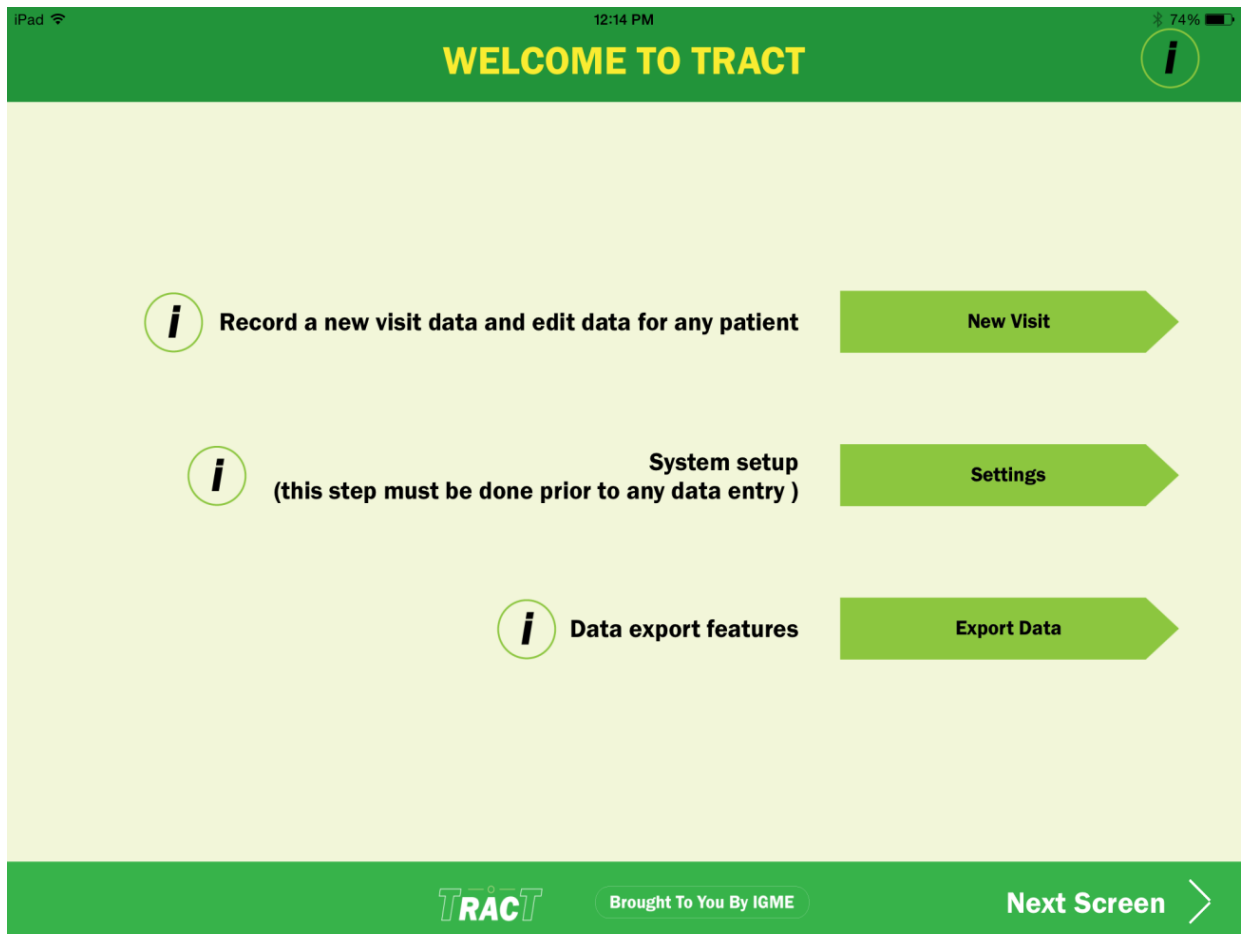 iPad 12:14 PM 74%
WELCOME TO TRACT i
i Record a new visit data and edit data for any patient New Visit
i System setup
(this step must be done prior to any data entry ) Settings
i Data export features Export Data
TRACT Brought To You By IGME Next Screen